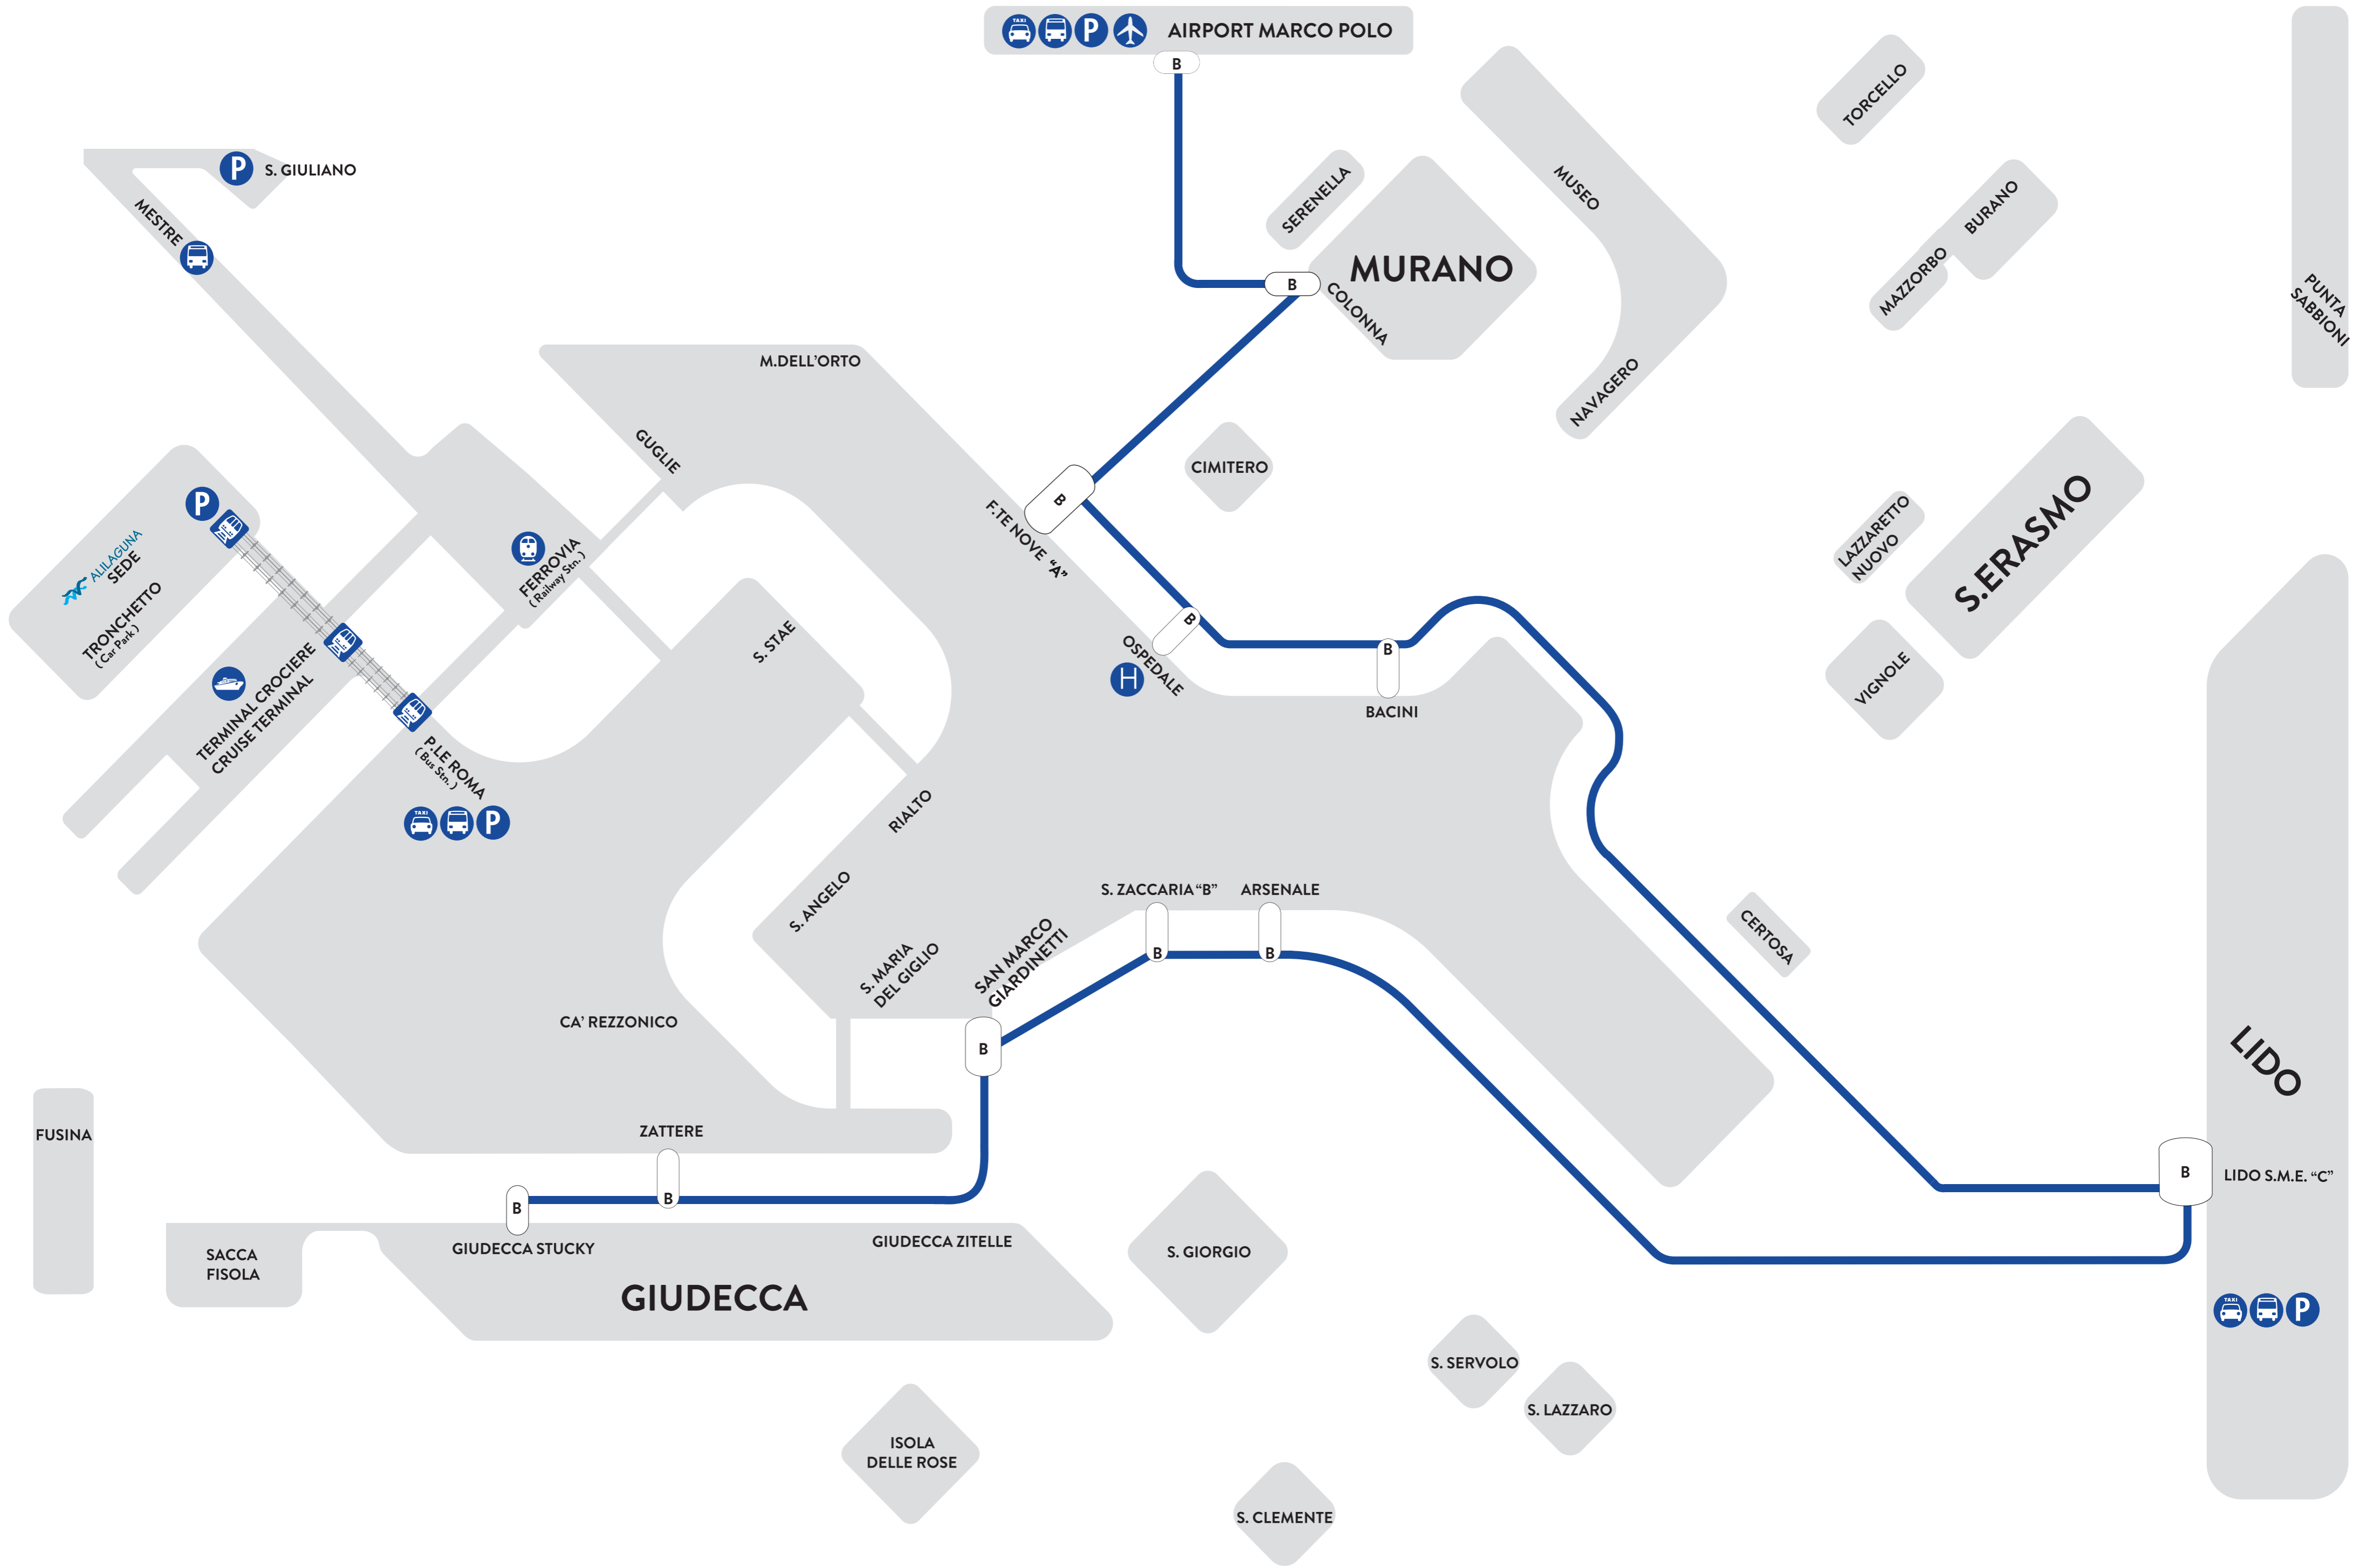 TAXI
P
AIRPORT MARCO POLO
B
TORCELLO
P
S. GIULIANO
MESTRE
SERENELLA
MUSEO
MURANO
B
COLONNA
BURANO
MAZZORBO
PUNTA
SABBIONI
M.DELL'ORTO
GUGLIE
NAVAGERO
CIMITERO
B
F.TE NOVE "A"
P
ALILAGUNA
SEDE
TRONCHETTO
( Car Park )
FERROVIA
( Railway Stn. )
LAZZARETTO
NUOVO
S.ERASMO
S. STAE
B
OSPEDALE
H
B
BACINI
VIGNOLE
TERMINAL CROCIERE
CRUISE TERMINAL
P.LE ROMA
( Bus Stn. )
TAXI
P
RIALTO
S. ANGELO
S. ZACCARIA "B"
ARSENALE
B
B
CERTOSA
S. MARIA
DEL GIGLIO
SAN MARCO
GIARDINETTI
B
CA' REZZONICO
LIDO
FUSINA
ZATTERE
B
B
B
LIDO S.M.E. "C"
GIUDECCA STUCKY
GIUDECCA ZITELLE
SACCA
FISOLA
GIUDECCA
S. GIORGIO
TAXI
P
S. SERVOLO
S. LAZZARO
ISOLA
DELLE ROSE
S. CLEMENTE